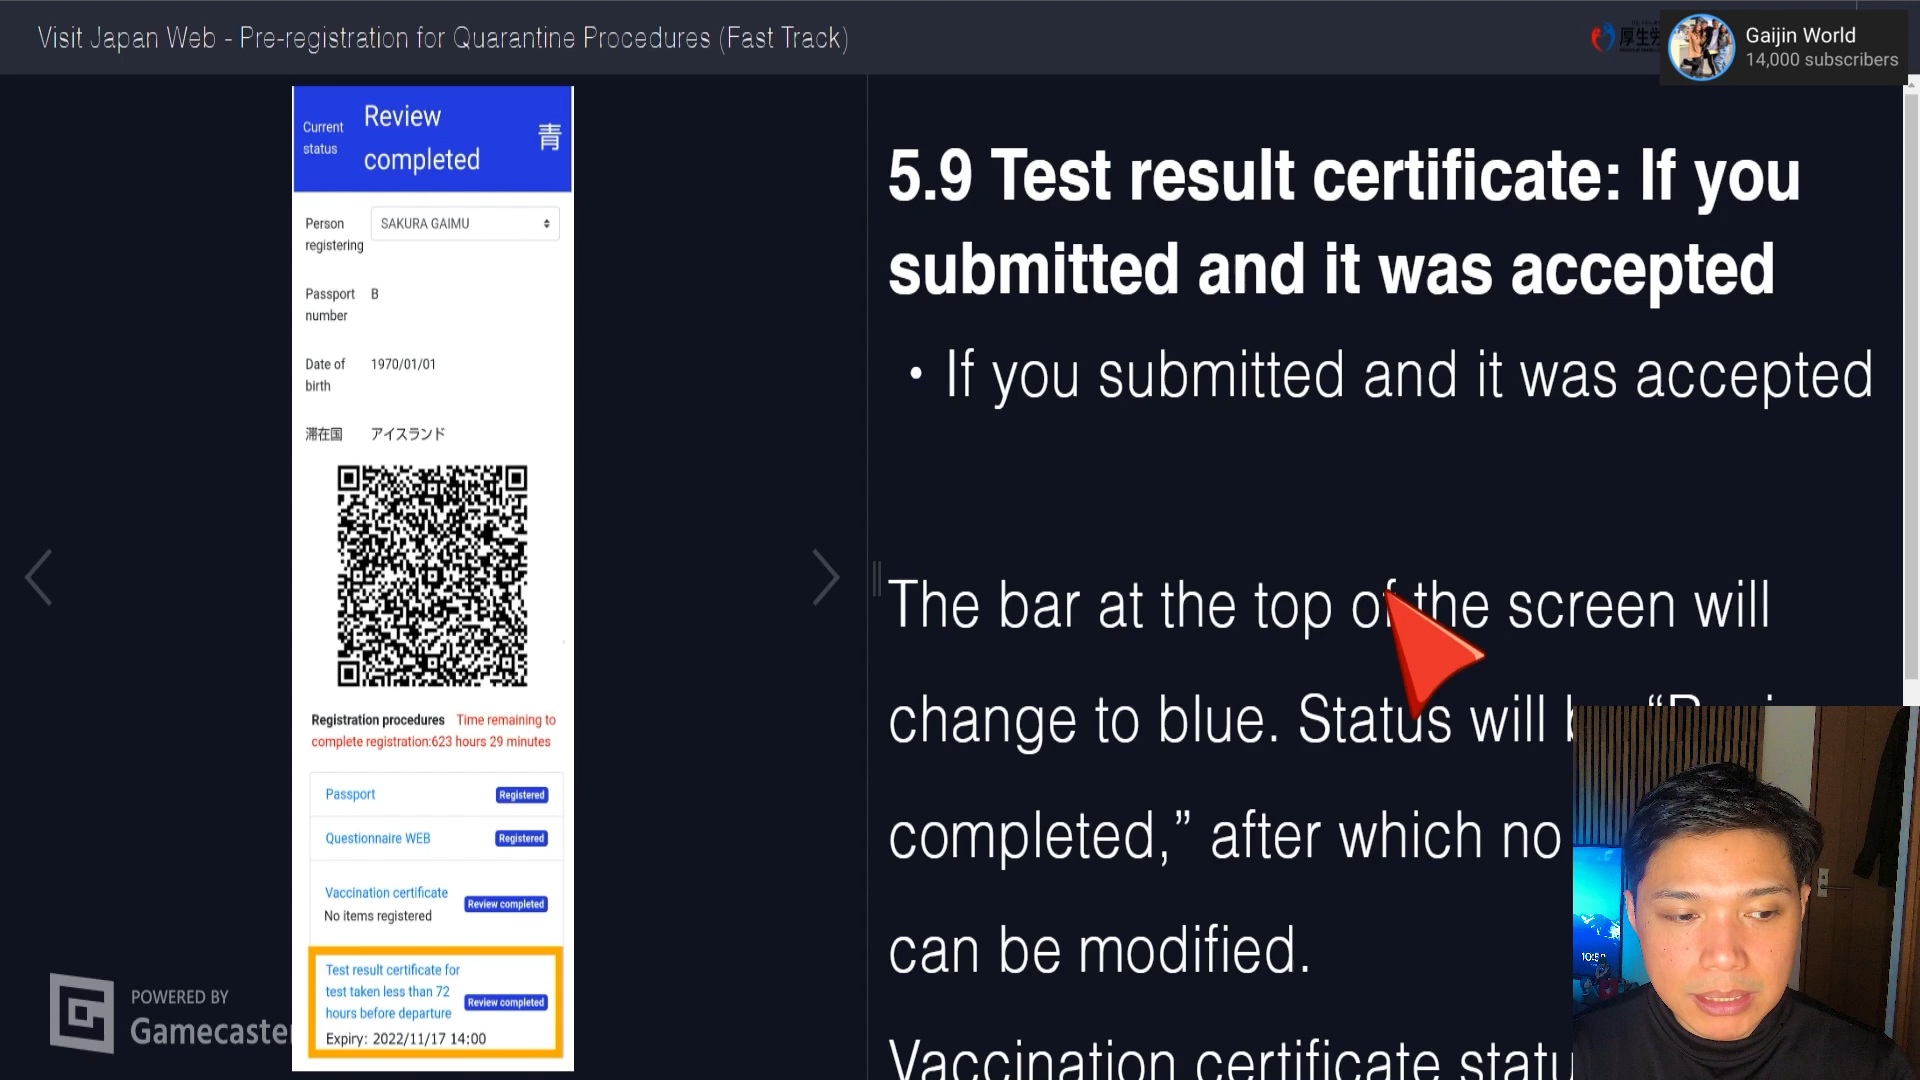 Visit Japan Web - Pre-registration for Quarantine Procedures (Fast Track)
厚生労
Gaijin World
14,000 subscribers
Current
status
Review
completed
青
Person
registering
SAKURA GAIMU
Passport
number
B
Date of
birth
1970/01/01
滞在国
アイスランド
Registration procedures Time remaining to
complete registration:623 hours 29 minutes
Passport
Registered
Questionnaire WEB
Registered
Vaccination certificate
No items registered
Review completed
Test result certificate for
test taken less than 72
hours before departure
Review completed
Expiry: 2022/11/17 14:00
POWERED BY
Gamecaster
5.9 Test result certificate: If you
submitted and it was accepted
• If you submitted and it was accepted
The bar at the top of the screen will
change to blue. Status will
completed,” after which no
can be modified.
Vaccination certificate